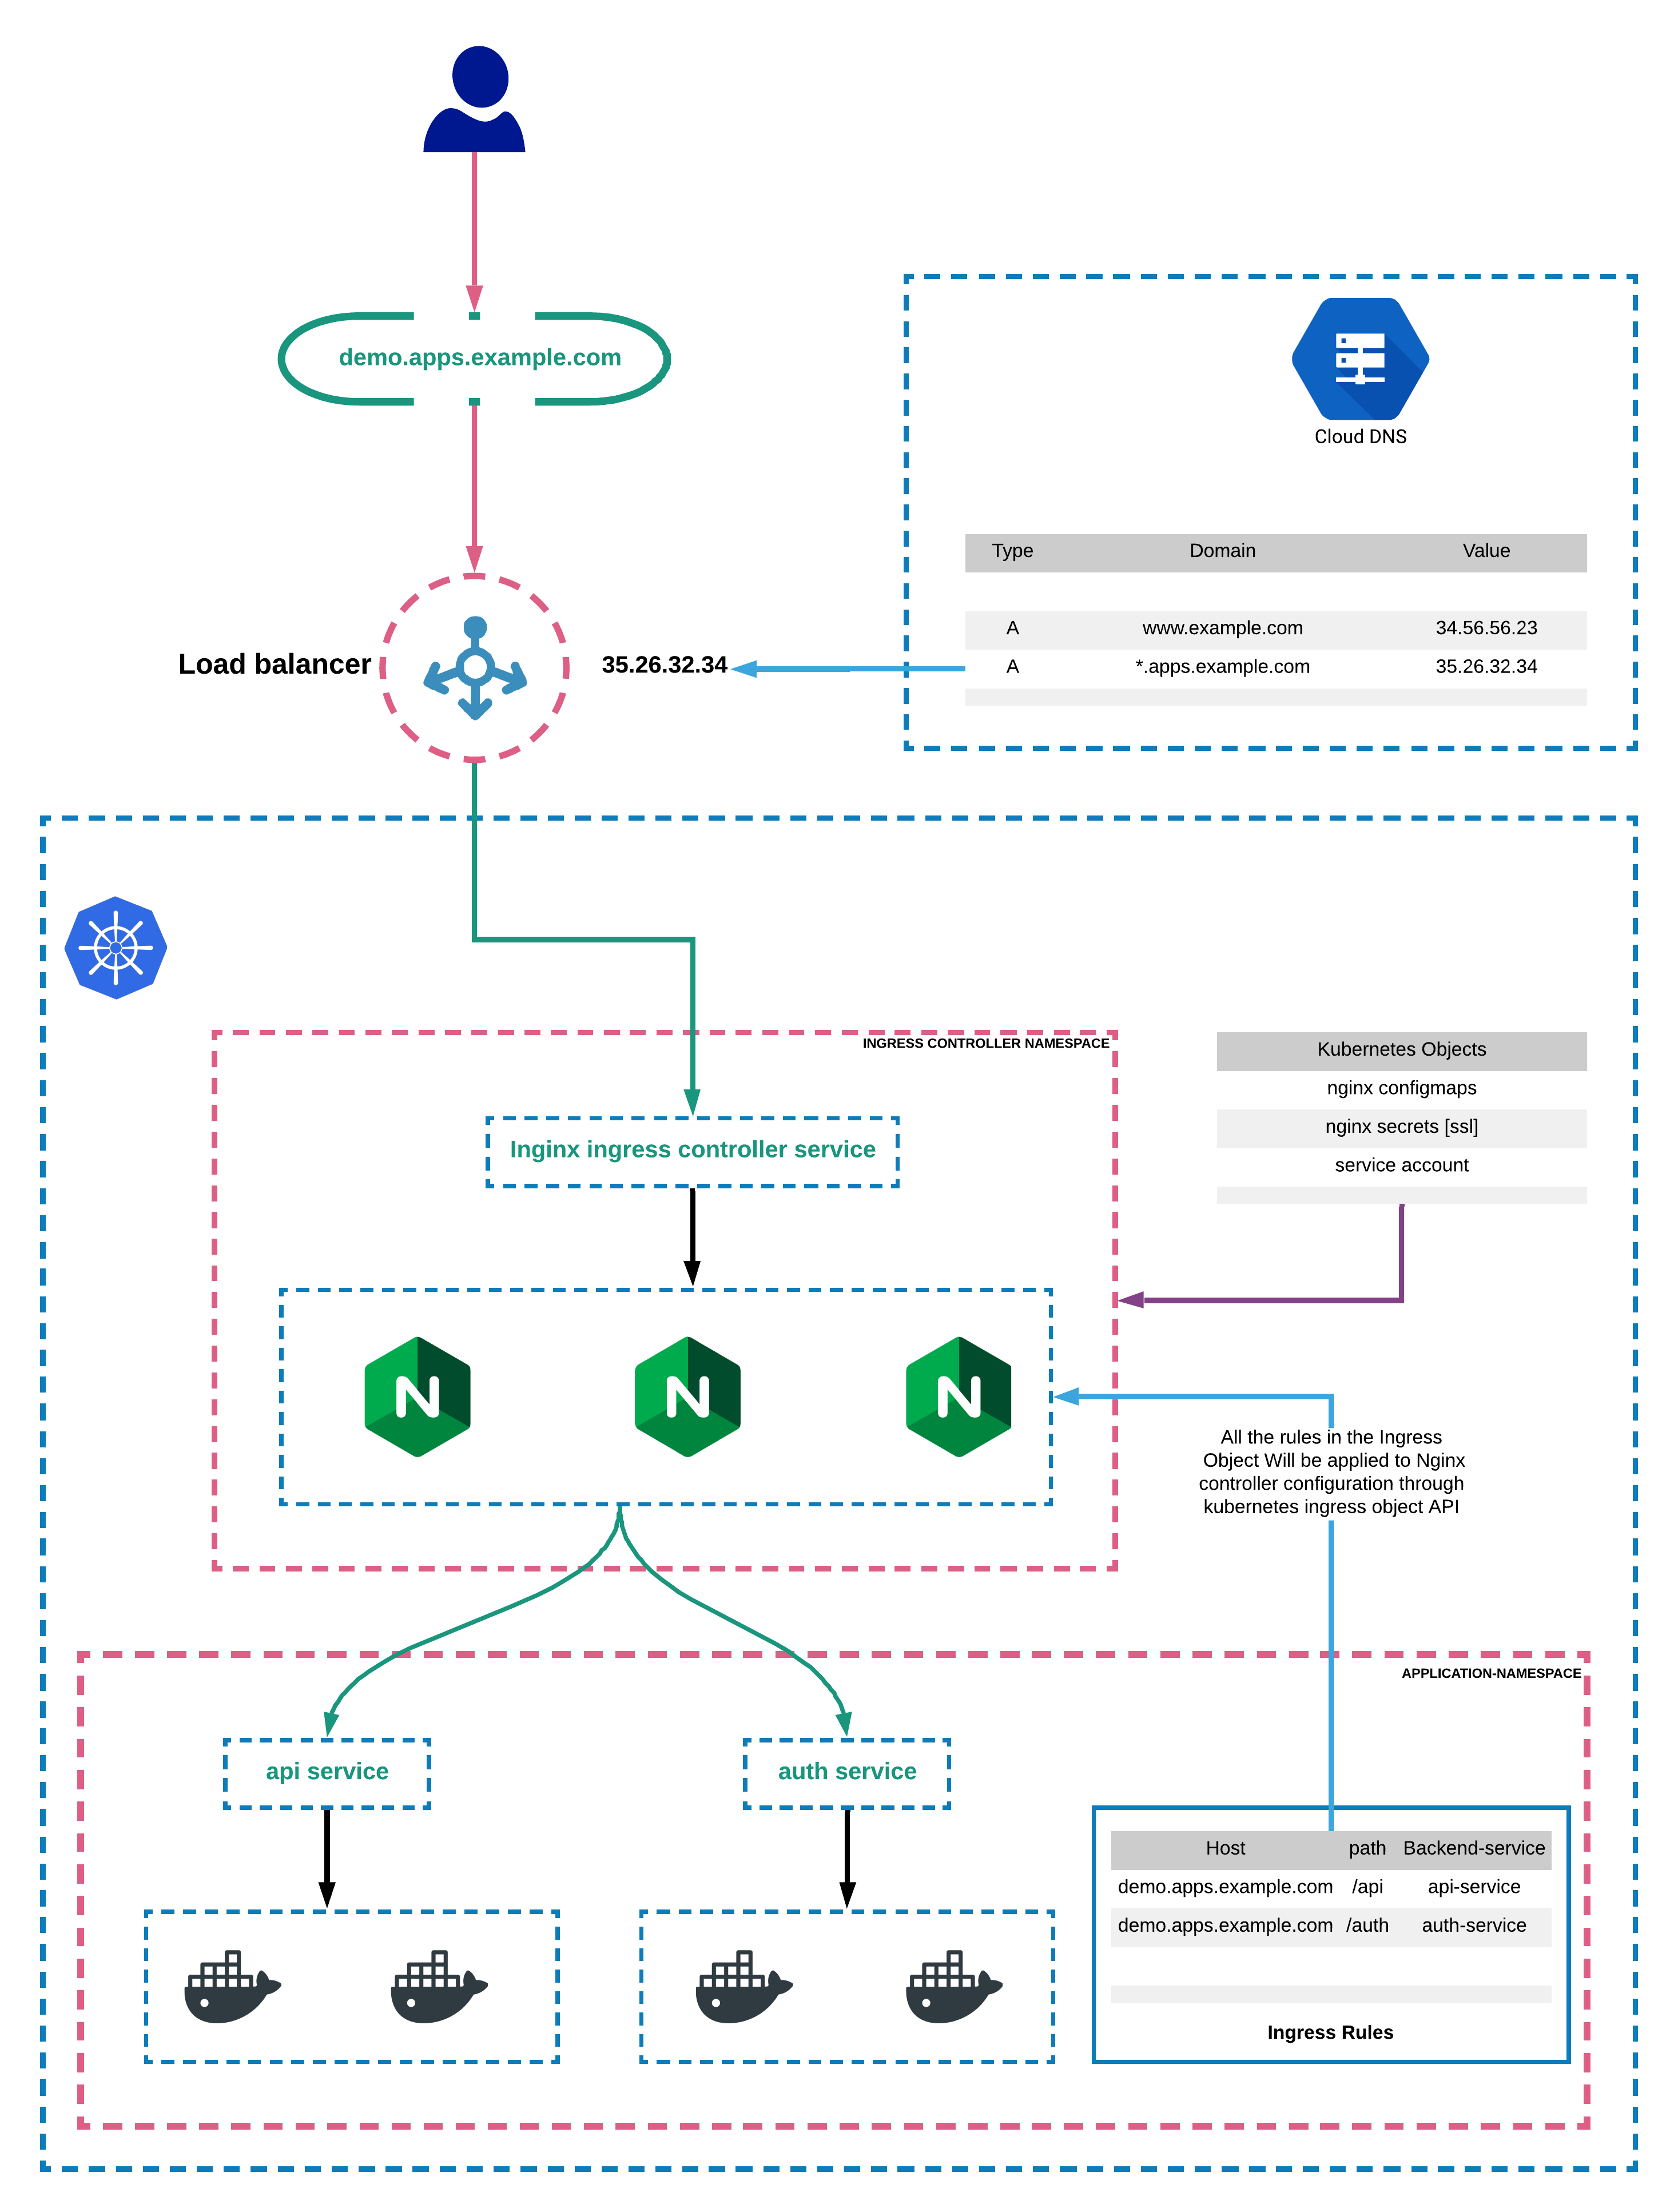 demo.apps.example.com
Cloud DNS
Type Domain Value
A www.example.com 34.56.56.23
A *.apps.example.com 35.26.32.34
Load balancer
35.26.32.34
INGRESS CONTROLLER NAMESPACE
Inginx ingress controller service
Kubernetes Objects
nginx configmaps
nginx secrets [ssl]
service account
N N N
All the rules in the Ingress
Object Will be applied to Nginx
controller configuration through
kubernetes ingress object API
APPLICATION-NAMESPACE
api service
auth service
Host path Backend-service
demo.apps.example.com /api api-service
demo.apps.example.com /auth auth-service
Ingress Rules